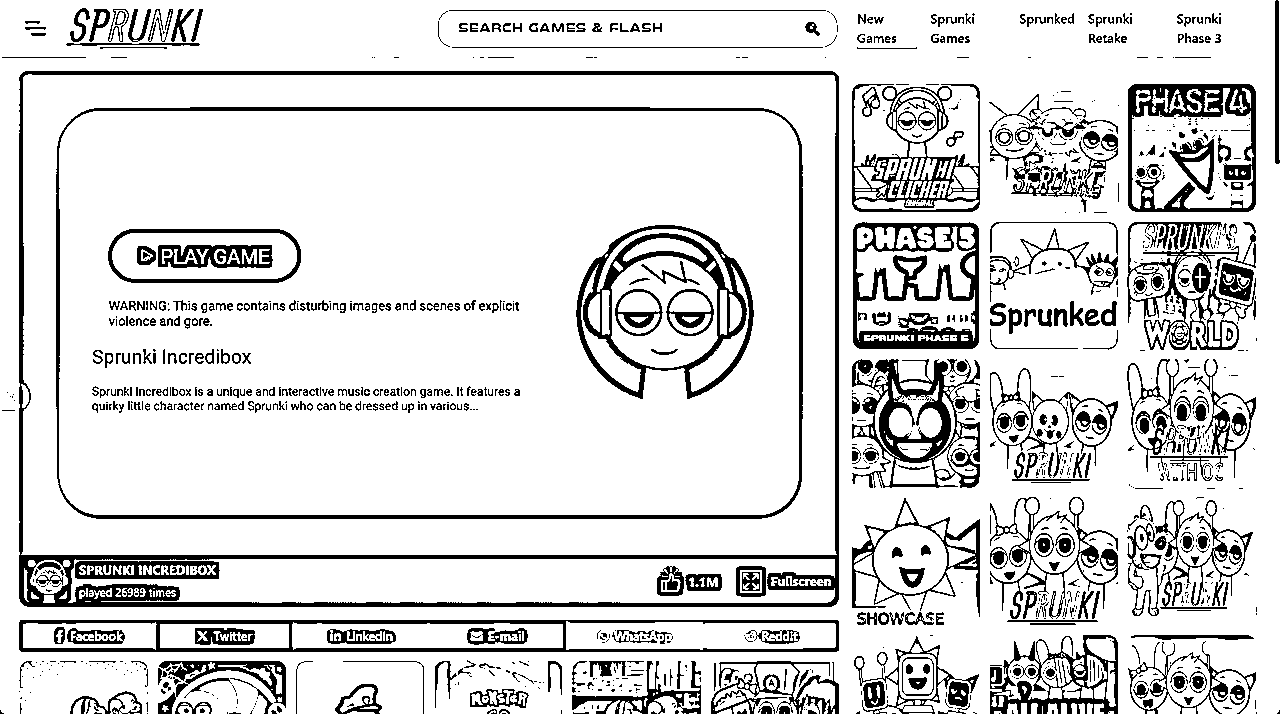 SPRUNKI
SEARCH GAMES & FLASH
New Games
Sprunki Games
Sprunked
Sprunki Retake
Sprunki Phase 3
PLAY GAME
WARNING: This game contains disturbing images and scenes of explicit
violence and gore.
Sprunki Incredibox
Sprunki Incredibox is a unique and interactive music creation game. It features a
quirky little character named Sprunki who can be dressed up in various...
SPRUNKI INCREDIBOX
played 26989 times
1.1M
Fullscreen
Facebook
Twitter
LinkedIn
E-mail
WhatsApp
Reddit
MONSTER
SPRUNKI
CLICKER
PHASE 4
PHASE 5
SPRUNKI PHASE 5
Sprunked
WORLD
SPRUNKI
SPRUNKI
SHOWCASE
SPRUNKI
SPRUNKI